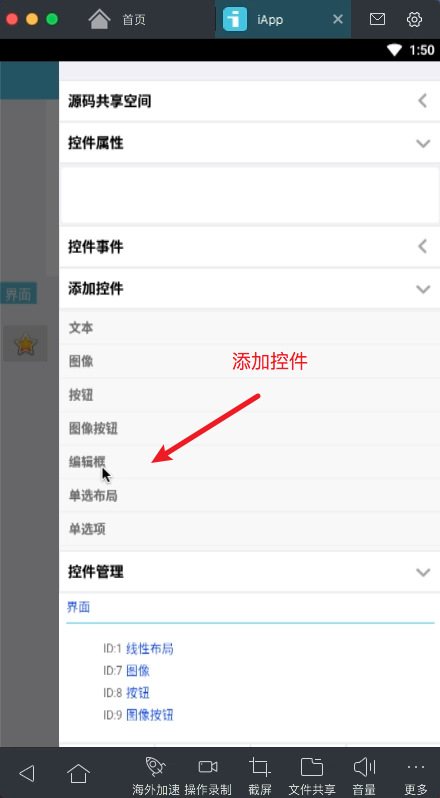 首页
iApp
1:50
源码共享空间
控件属性
控件事件
添加控件
界面
文本
图像
添加控件
按钮
图像按钮
编辑框
单选布局
单选项
控件管理
界面
ID:1 线性布局
ID:7 图像
ID:8 按钮
ID:9 图像按钮
海外加速 操作录制 截屏 文件共享 音量 更多